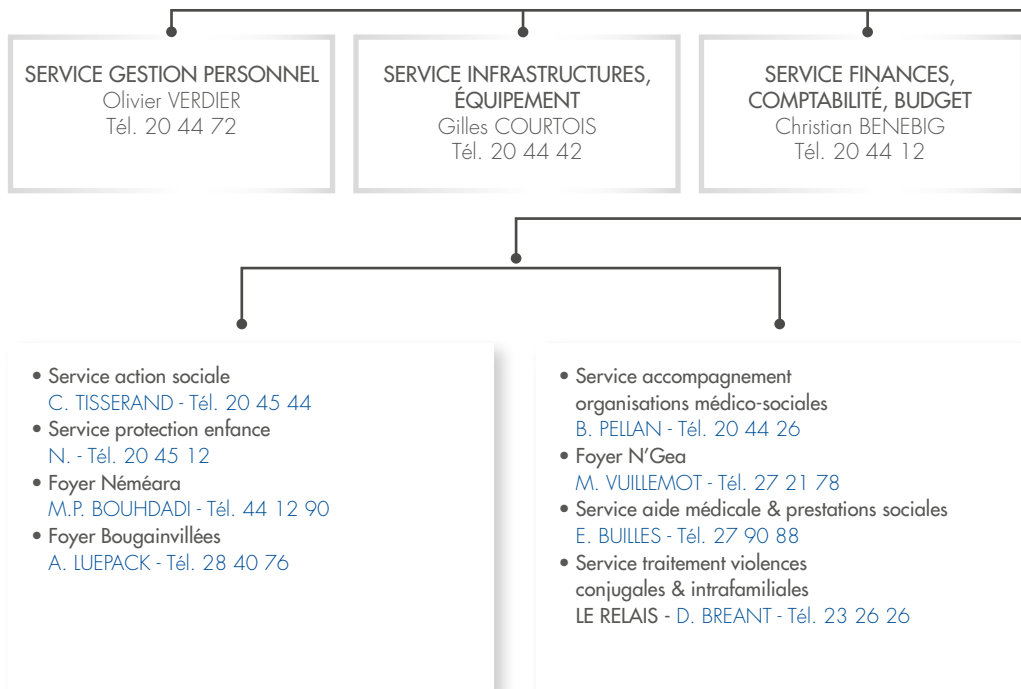 SERVICE GESTION PERSONNEL
Olivier VERDIER
Tél. 20 44 72
SERVICE INFRASTRUCTURES,
ÉQUIPEMENT
Gilles COURTOIS
Tél. 20 44 42
SERVICE FINANCES,
COMPTABILITÉ, BUDGET
Christian BENEBIG
Tél. 20 44 12
• Service action sociale
C. TISSERAND - Tél. 20 45 44
• Service protection enfance
N. - Tél. 20 45 12
• Foyer Néméara
M.P. BOUHDADI - Tél. 44 12 90
• Foyer Bougainvillées
A. LUEPACK - Tél. 28 40 76
• Service accompagnement
organisations médico-sociales
B. PELLAN - Tél. 20 44 26
• Foyer N’Gea
M. VUILLEMOT - Tél. 27 21 78
• Service aide médicale & prestations sociales
E. BUILLES - Tél. 27 90 88
• Service traitement violences
conjugales & intrafamiliales
LE RELAIS - D. BREANT - Tél. 23 26 26